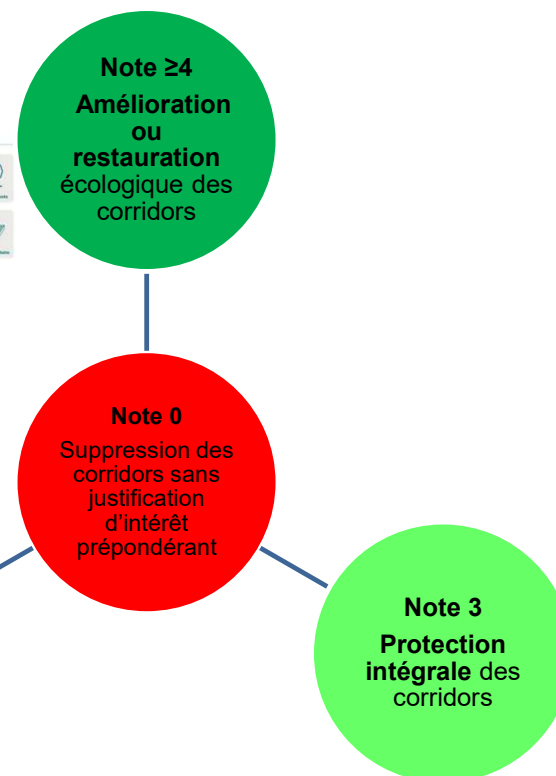 Note ≥4
Amélioration
ou
restauration
écologique des
corridors
Note 0
Suppression des
corridors sans
justification
d'intérêt
prépondérant
Note 3
Protection
intégrale des
corridors